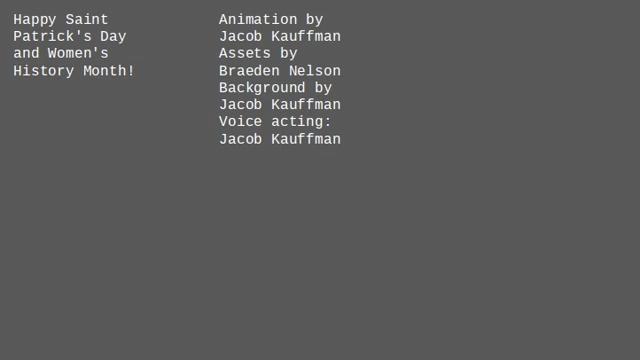 Happy Saint
Patrick's Day
and Women's
History Month!
Animation by
Jacob Kauffman
Assets by
Braeden Nelson
Background by
Jacob Kauffman
Voice acting:
Jacob Kauffman